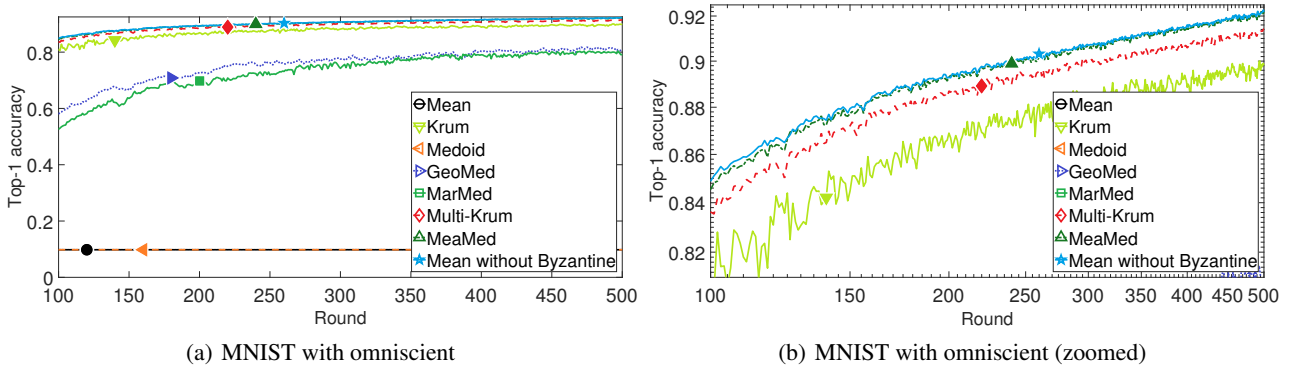 0.8
0.6
0.4
0.2
0
Top-1 accuracy
100 150 200 250 300 350 400 450 500
Round
Mean
Krum
Medoid
GeoMed
MarMed
Multi-Krum
MeaMed
Mean without Byzantine
(a) MNIST with omniscient
0.92
0.9
0.88
0.86
0.84
0.82
Top-1 accuracy
100 150 200 250 300 350 400 450 500
Round
Mean
Krum
Medoid
GeoMed
MarMed
Multi-Krum
MeaMed
Mean without Byzantine
(b) MNIST with omniscient (zoomed)